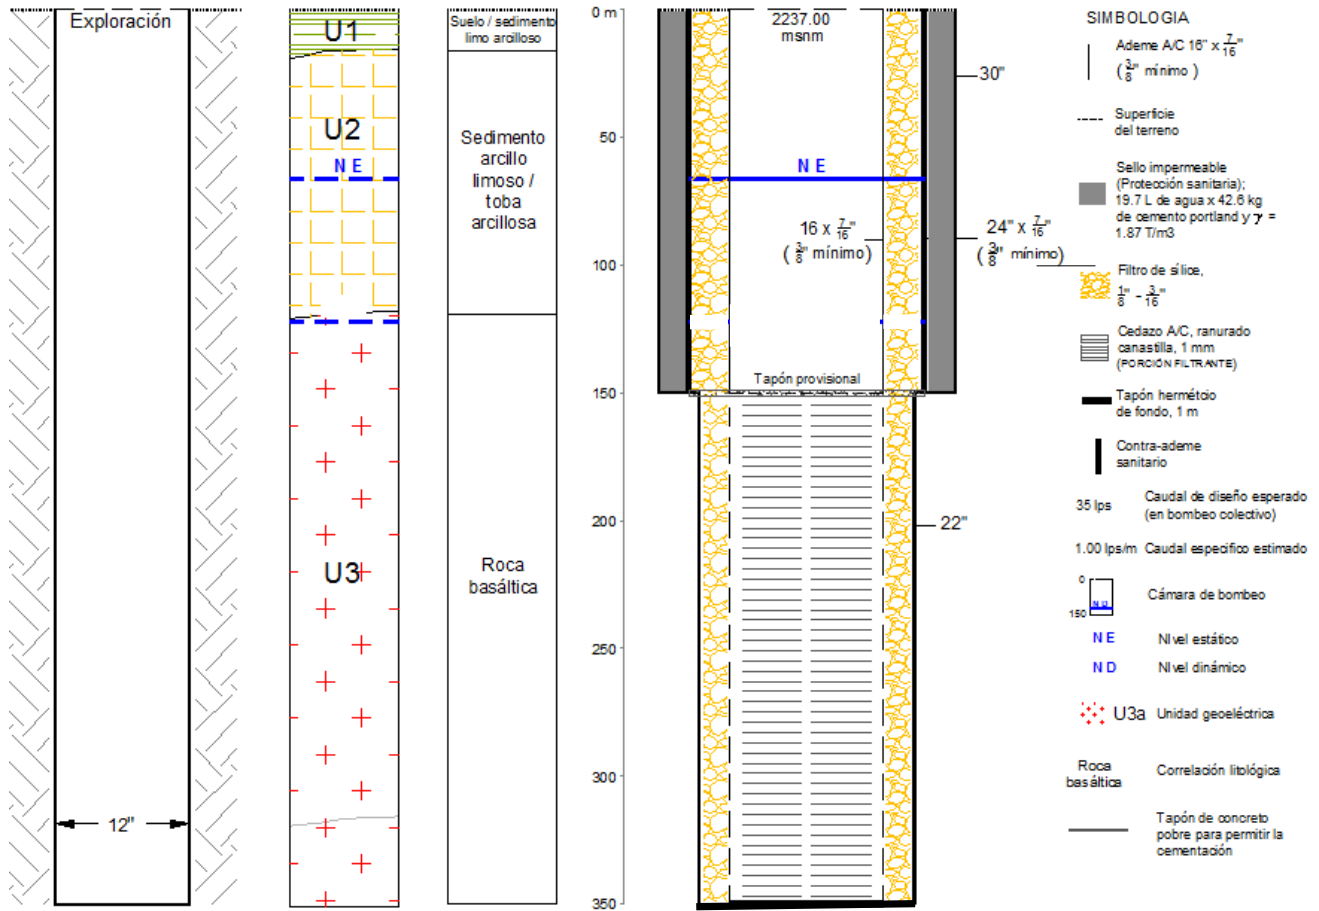 Exploración
12"
U1
U2
N E
U3
Suelo / sedimento
limo arcilloso
Sedimento
arcillo
limoso /
toba
arcillosa
Roca
basáltica
0 m
50
100
150
200
250
300
350
2237.00
msnm
30"
N E
16 x 7/16"
( 3/8" mínimo )
24" x 7/16"
( 3/8" mínimo )
Tapón provisional
22"
SIMBOLOGIA
Ademe A/C 16" x 7/16"
( 3/8" mínimo )
Superficie
del terreno
Sello impermeable
(Protección sanitaria);
19.7 L de agua x 42.6 kg
de cemento portland y γ =
1.87 T/m3
Filtro de sílice,
1/8" - 3/16"
Cedazo A/C, ranurado
canastilla, 1 mm
(PORCIÓN FILTRANTE)
Tapón hermétcio
de fondo, 1 m
Contra-ademe
sanitario
35 lps Caudal de diseño esperado
(en bombeo colectivo)
1.00 lps/m Caudal especifico estimado
0
N D
150
Cámara de bombeo
N E Nivel estático
N D Nivel dinámico
U3a Unidad geoeléctrica
Roca
basáltica
Correlación litológica
Tapón de concreto
pobre para permitir la
cementación